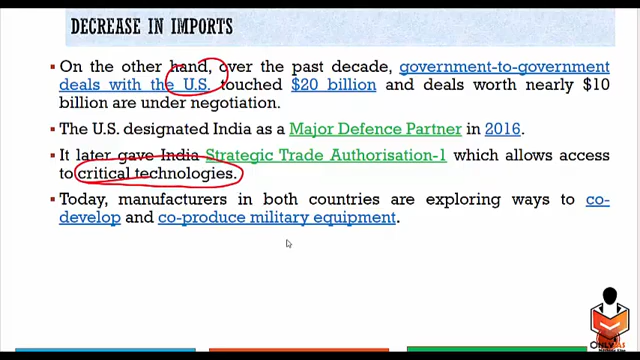 DECREASE IN IMPORTS
▪ On the other hand, over the past decade, government-to-government
deals with the U.S. touched $20 billion and deals worth nearly $10
billion are under negotiation.
▪ The U.S. designated India as a Major Defence Partner in 2016.
▪ It later gave India Strategic Trade Authorisation-1 which allows access
to critical technologies.
▪ Today, manufacturers in both countries are exploring ways to co-
develop and co-produce military equipment.
ONLYIAS